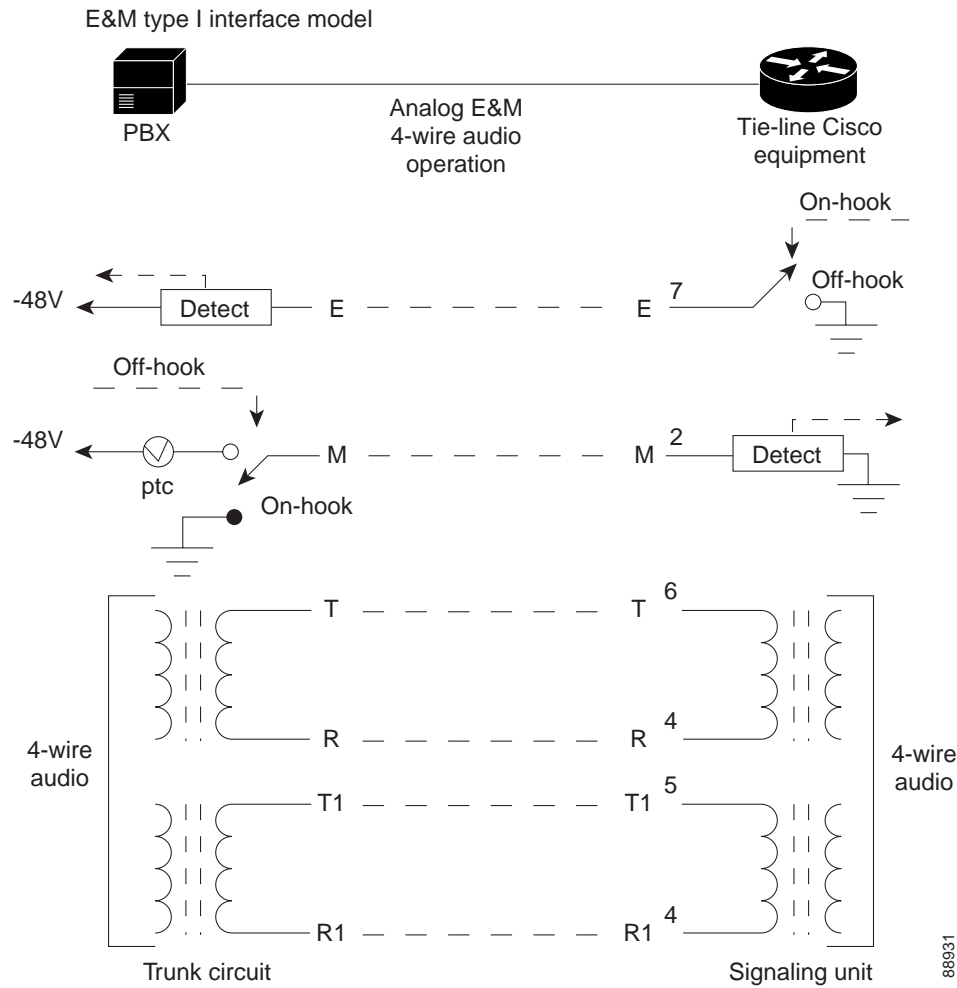 E&M type I interface model
PBX
Analog E&M
4-wire audio
operation
Tie-line Cisco
equipment
On-hook
Off-hook
-48V
Detect
E
E
7
Off-hook
-48V
ptc
M
M
2
Detect
On-hook
T
T
6
R
R
4
4-wire
audio
4-wire
audio
T1
T1
5
R1
R1
4
Trunk circuit
Signaling unit
88931